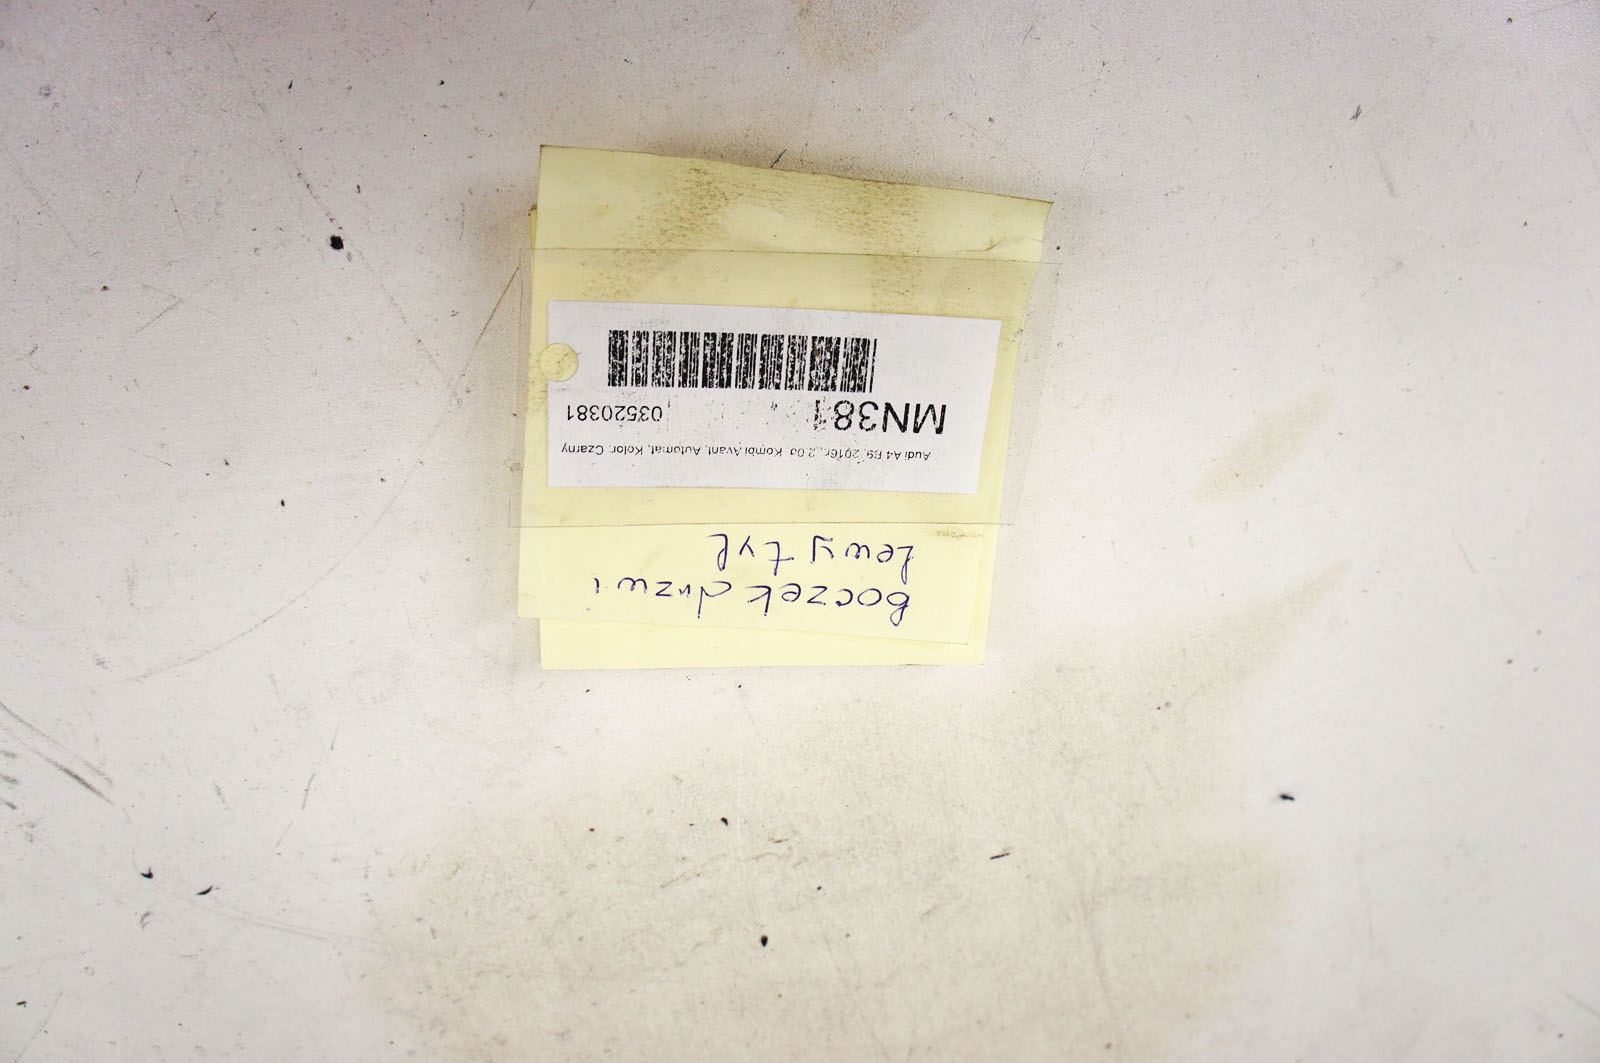 boczek drzwi
Lewy tył
Audi A4 B9, 2016r., 2.0d Kombi Avant, Automat, Kolor: Czarny
MN381 03520381